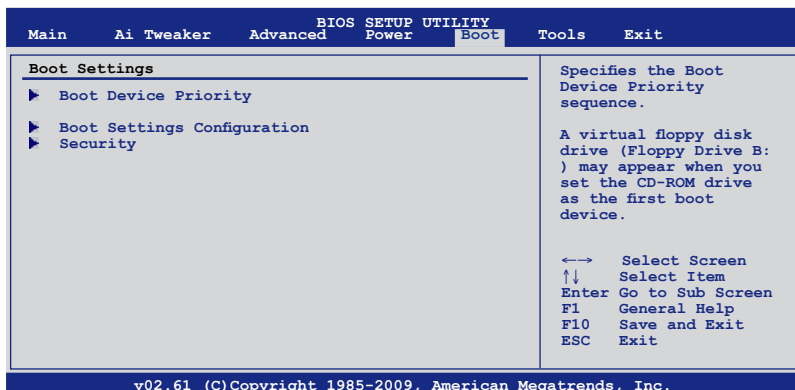 BIOS SETUP UTILITY
Main Ai Tweaker Advanced Power Boot Tools Exit
Boot Settings
Boot Device Priority
Boot Settings Configuration
Security
Specifies the Boot
Device Priority
sequence.
A virtual floppy disk
drive (Floppy Drive B:
) may appear when you
set the CD-ROM drive
as the first boot
device.
←→ Select Screen
↑↓ Select Item
Enter Go to Sub Screen
F1 General Help
F10 Save and Exit
ESC Exit
v02.61 (C)Copyright 1985-2009, American Megatrends, Inc.